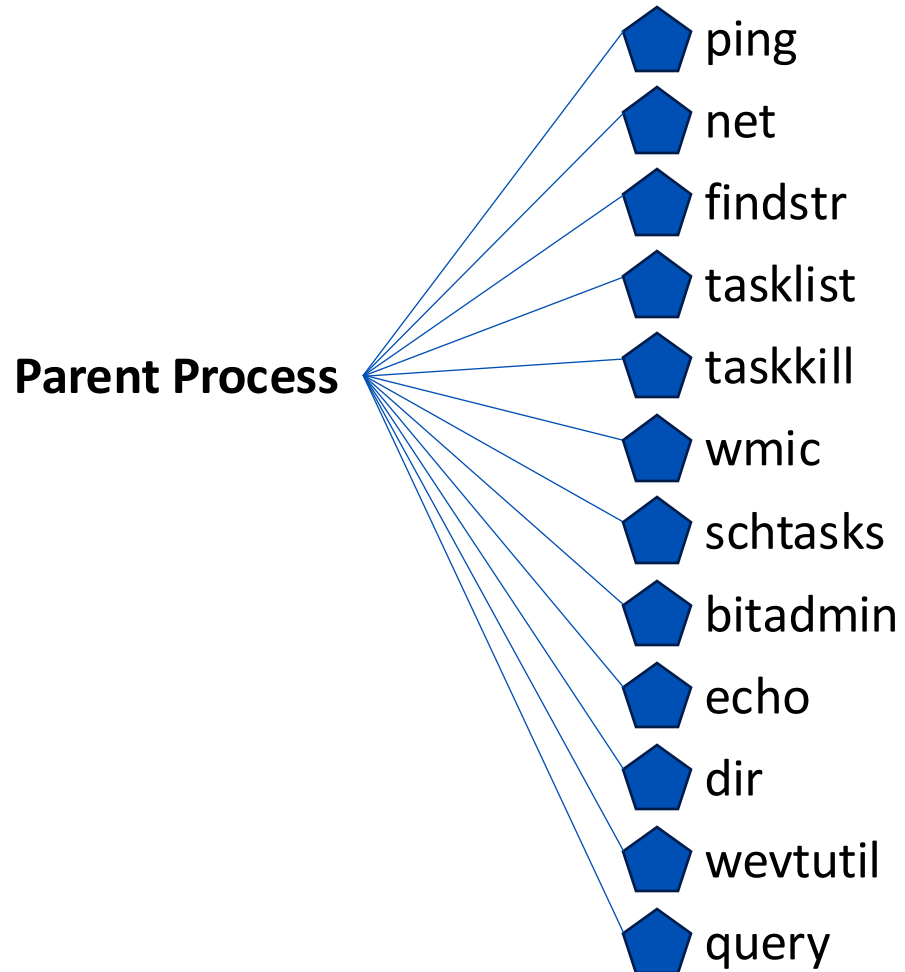 ping
net
findstr
tasklist
Parent Process
taskkill
wmic
schtasks
bitadmin
echo
dir
wevtutil
query